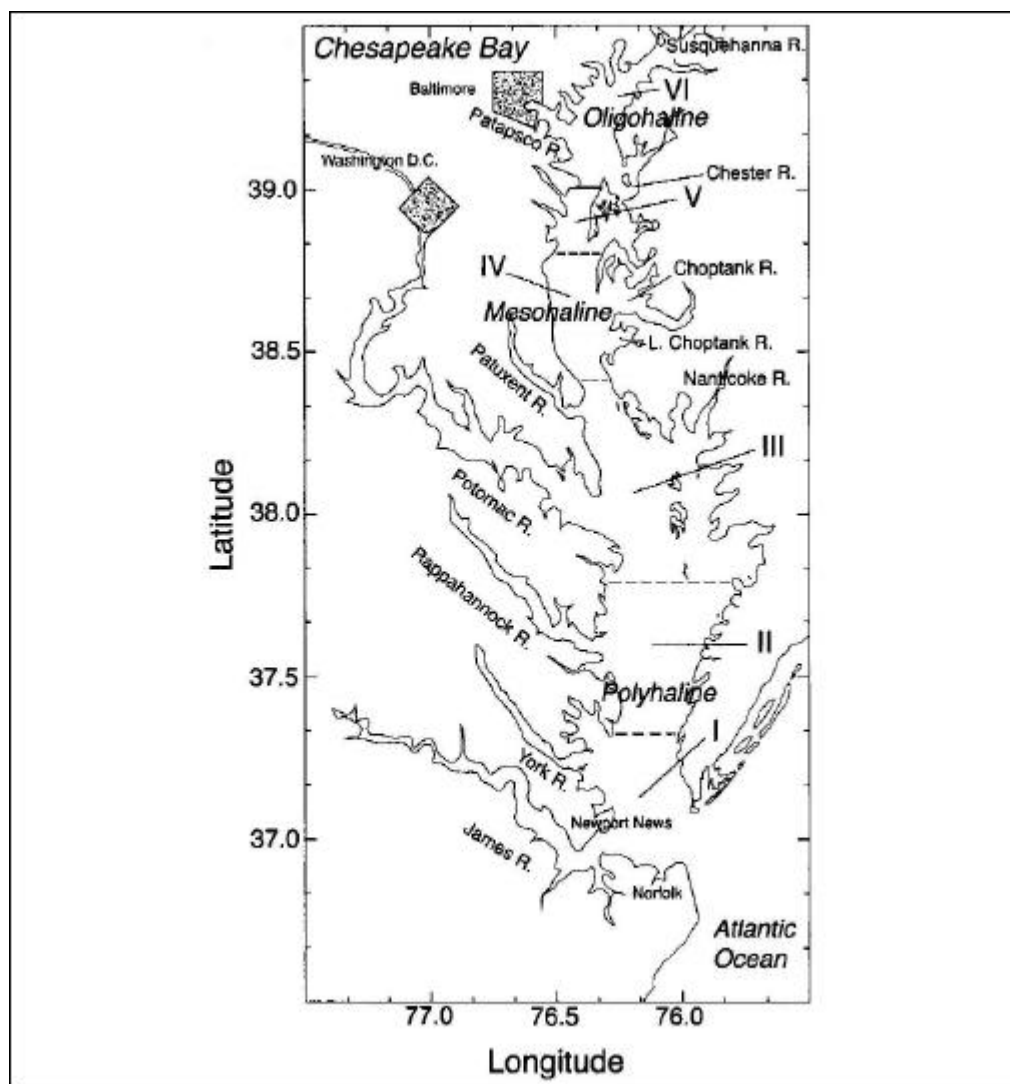 Chesapeake Bay
Susquehanna R.
Baltimore
VI
Oligohaline
Patapsco R.
Washington D.C.
Chester R.
39.0
V
IV
Choptank R.
Mesohaline
L. Choptank R.
38.5
Patuxent R.
Nanticoke R.
III
Latitude
38.0
Potomac R.
Rappahannock R.
II
37.5
Polyhaline
I
York R.
Newport News
37.0
James R.
Norfolk
Atlantic
Ocean
77.0
76.5
76.0
Longitude